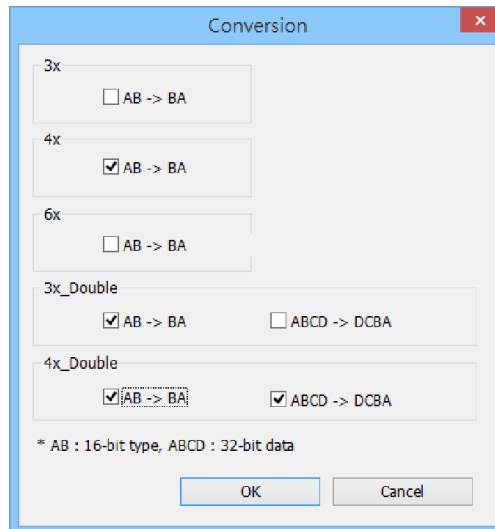 Conversion
3x
AB -> BA
4x
AB -> BA
6x
AB -> BA
3x_Double
AB -> BA ABCD -> DCBA
4x_Double
AB -> BA ABCD -> DCBA
* AB : 16-bit type, ABCD : 32-bit data
OK Cancel